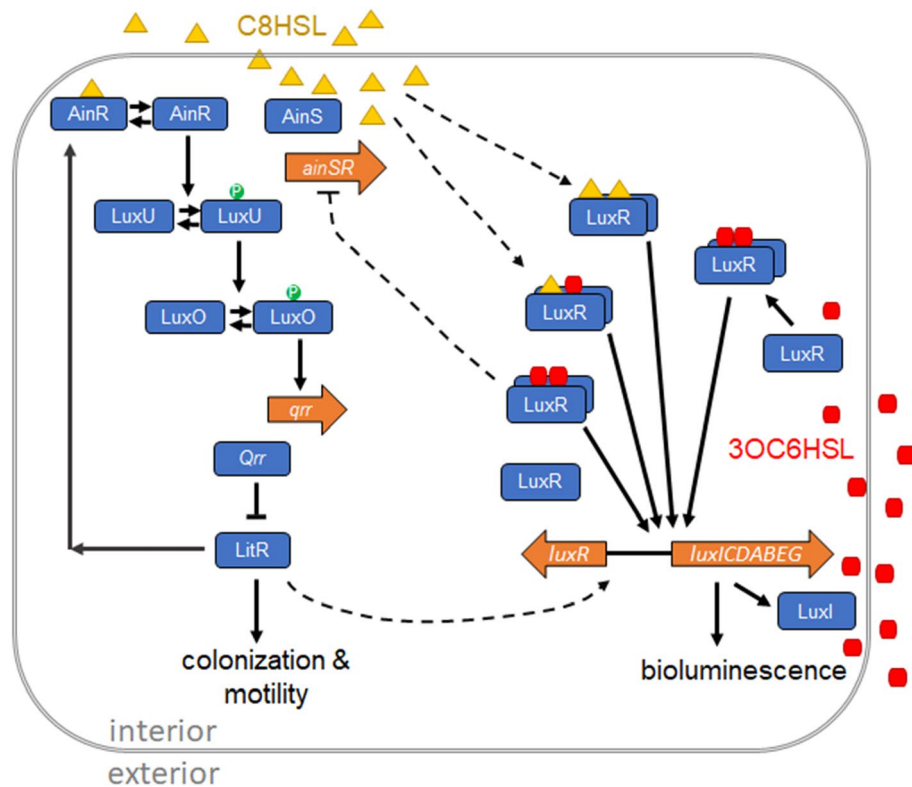 C8HSL
AinR
AinR
AinS
ainSR
LuxR
LuxU
P
LuxU
LuxR
LuxR
P
LuxO
LuxO
LuxR
LuxR
qrr
3OC6HSL
Qrr
LuxR
LitR
luxR
luxICDABEG
LuxI
colonization &
motility
bioluminescence
interior
exterior